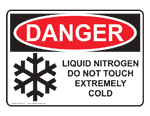 DANGER
LIQUID NITROGEN
DO NOT TOUCH
EXTREMELY
COLD